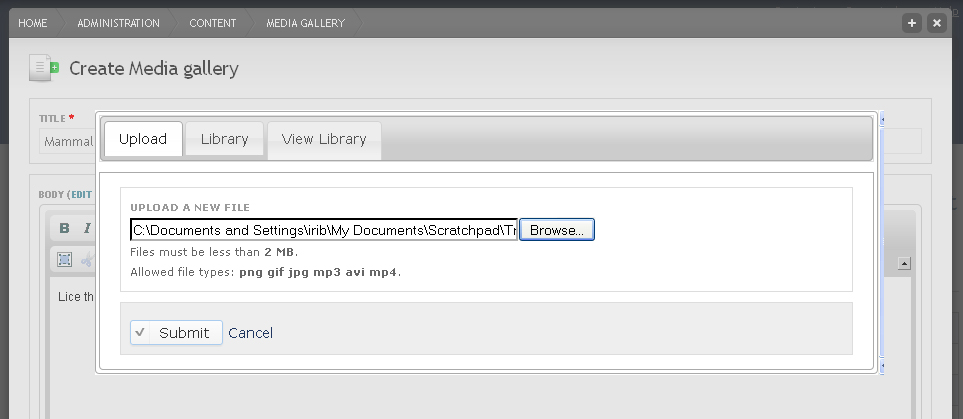 HOME ADMINISTRATION CONTENT MEDIA GALLERY
Create Media gallery
TITLE *
Mammal
Upload Library View Library
BODY (EDIT
UPLOAD A NEW FILE
C:\Documents and Settings\irib\My Documents\Scratchpad\Tr Browse...
B I
Files must be less than 2 MB.
Allowed file types: png gif jpg mp3 avi mp4.
Lice th
Submit Cancel